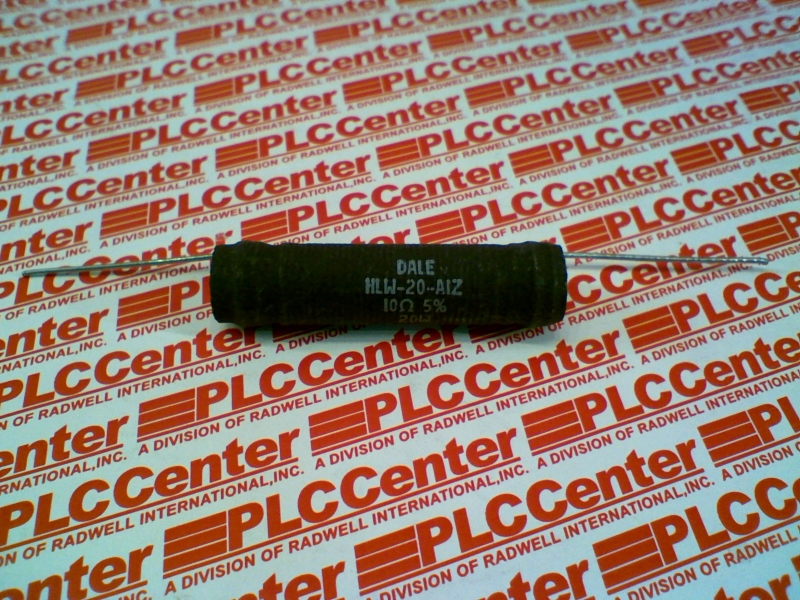 PLCCenter
A DIVISION OF RADWELL INTERNATIONAL,INC.
DALE
HLW-20-A1Z
10Ω 5%